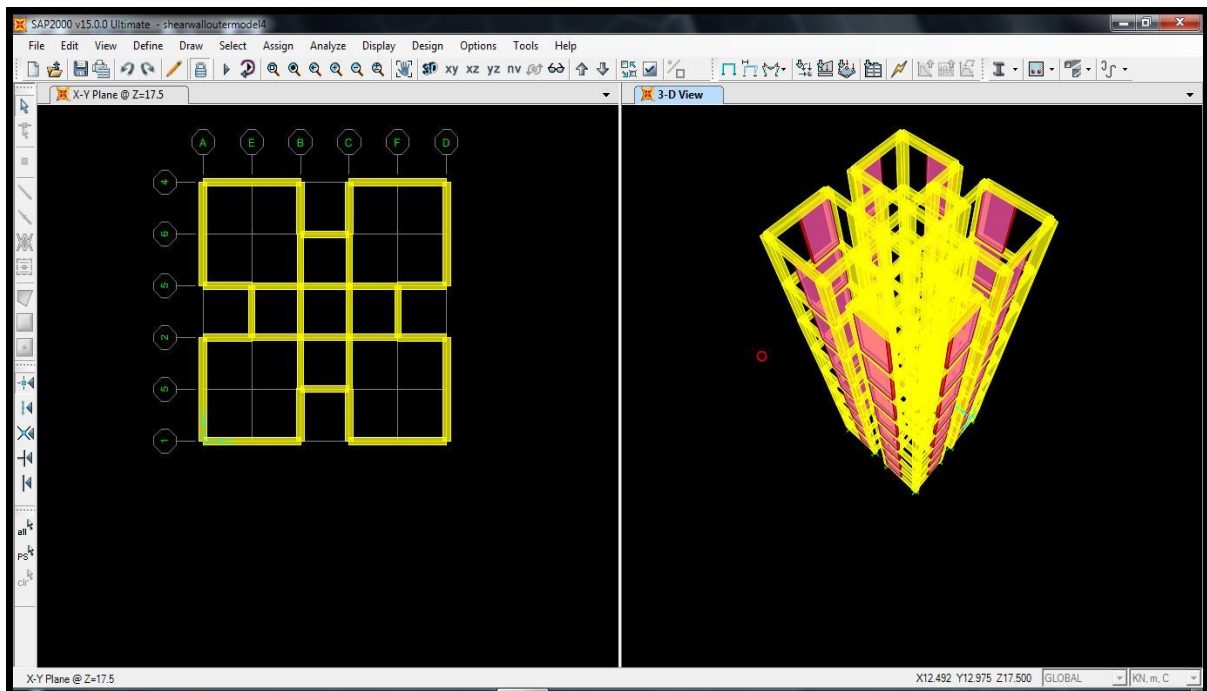 SAP2000 v15.0.0 Ultimate - shearwalloutermodel4
File Edit View Define Draw Select Assign Analyze Display Design Options Tools Help
3D xy xz yz nv
X-Y Plane @ Z=17.5
3-D View
A E B C F D
4
6
5
2
5
1
all
PS
clr
X-Y Plane @ Z=17.5
X12.492 Y12.975 Z17.500 GLOBAL KN, m, C